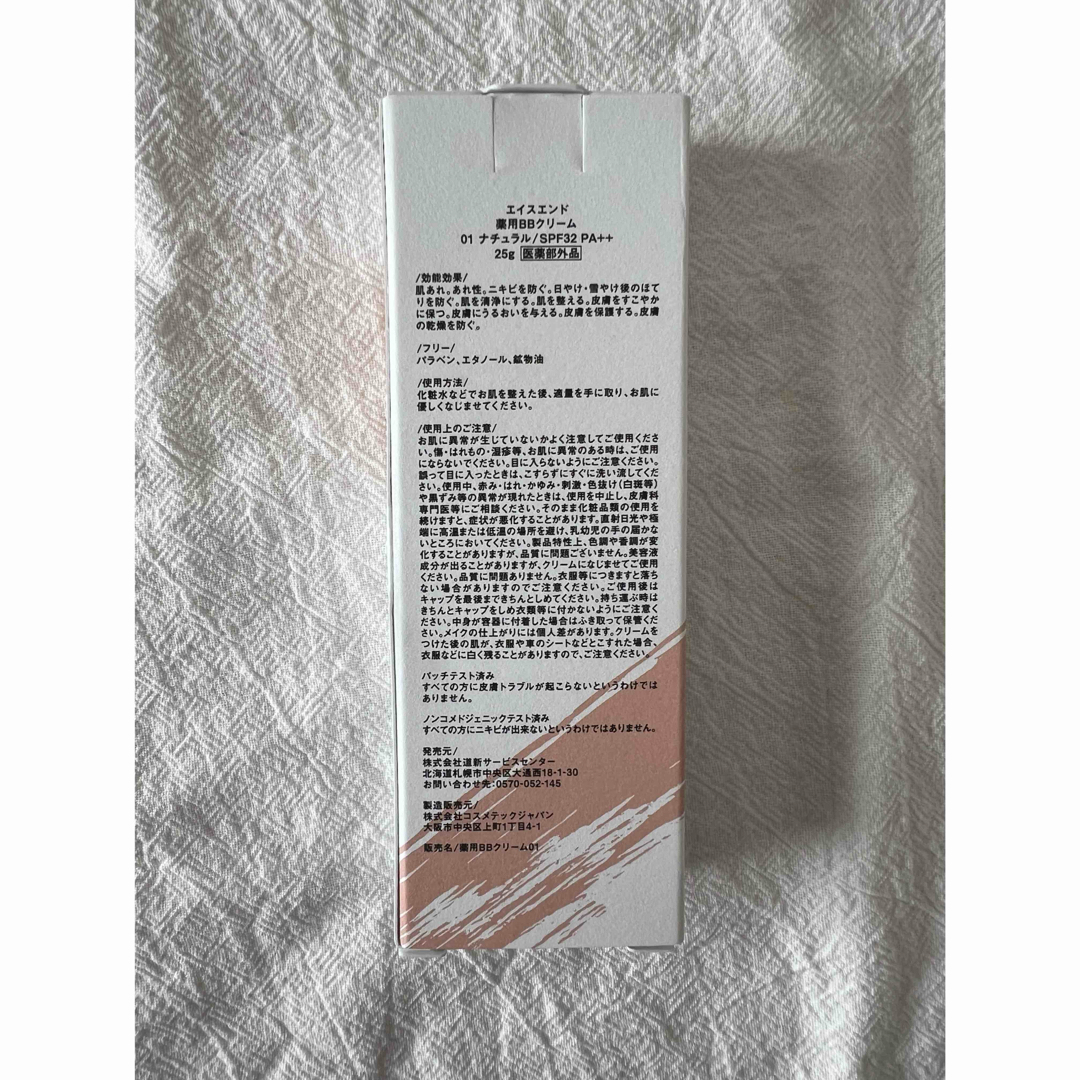 エイスエンド
薬用BBクリーム
01 ナチュラル/SPF32 PA++
25g 医薬部外品
/効能効果/
肌あれ。あれ性。ニキビを防ぐ。日やけ・雪やけ後のほて
りを防ぐ。肌を清浄にする。肌を整える。皮膚をすこやか
に保つ。皮膚にうるおいを与える。皮膚を保護する。皮膚
の乾燥を防ぐ。
/フリー/
パラベン、エタノール、鉱物油
/使用方法/
化粧水などでお肌を整えた後、適量を手に取り、お肌に
優しくなじませてください。
/使用上のご注意/
お肌に異常が生じていないかよく注意してご使用くださ
い。傷・はれもの・湿疹等、お肌に異常のある時は、ご使用
にならないでください。目に入らないようにご注意ください。
誤って目に入ったときは、こすらずにすぐに洗い流してくだ
さい。使用中、赤み・はれ・かゆみ・刺激・色抜け(白斑等)
や黒ずみ等の異常が現れたときは、使用を中止し、皮膚科
専門医等にご相談ください。そのまま化粧品類の使用を
続けますと、症状が悪化することがあります。直射日光や極
端に高温または低温の場所を避け、乳幼児の手の届かな
いところにおいてください。製品特性上、色調や香調が変
化することがありますが、品質に問題ございません。美容液
成分が出ることがありますが、クリームになじませてご使用
ください。品質に問題ありません。衣服等につきますと落ち
ない場合がありますのでご注意ください。ご使用後は
キャップを最後まできちんとしめてください。持ち運ぶ時は
きちんとキャップをしめ衣類等に付かないようにご注意くだ
さい。中身が容器に付着した場合はふき取って保管くだ
さい。メイクの仕上がりには個人差があります。クリームを
つけた後の肌が、衣服や車のシートなどとこすれた場合、
衣服などに白く残ることがありますので、ご注意ください。
パッチテスト済み
すべての方に皮膚トラブルが起こらないというわけでは
ありません。
ノンコメドジェニックテスト済み
すべての方にニキビが出来ないというわけではありません。
発売元/
株式会社道新サービスセンター
北海道札幌市中央区大通西18-1-30
お問い合わせ先:0570-052-145
製造販売元/
株式会社コスメテックジャパン
大阪市中央区上町1丁目4-1
販売名/薬用BBクリーム01